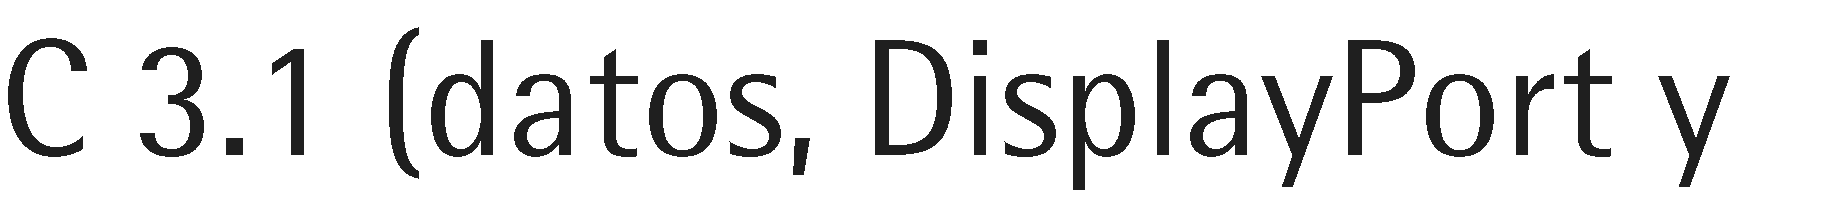 C 3.1 (datos, DisplayPort y